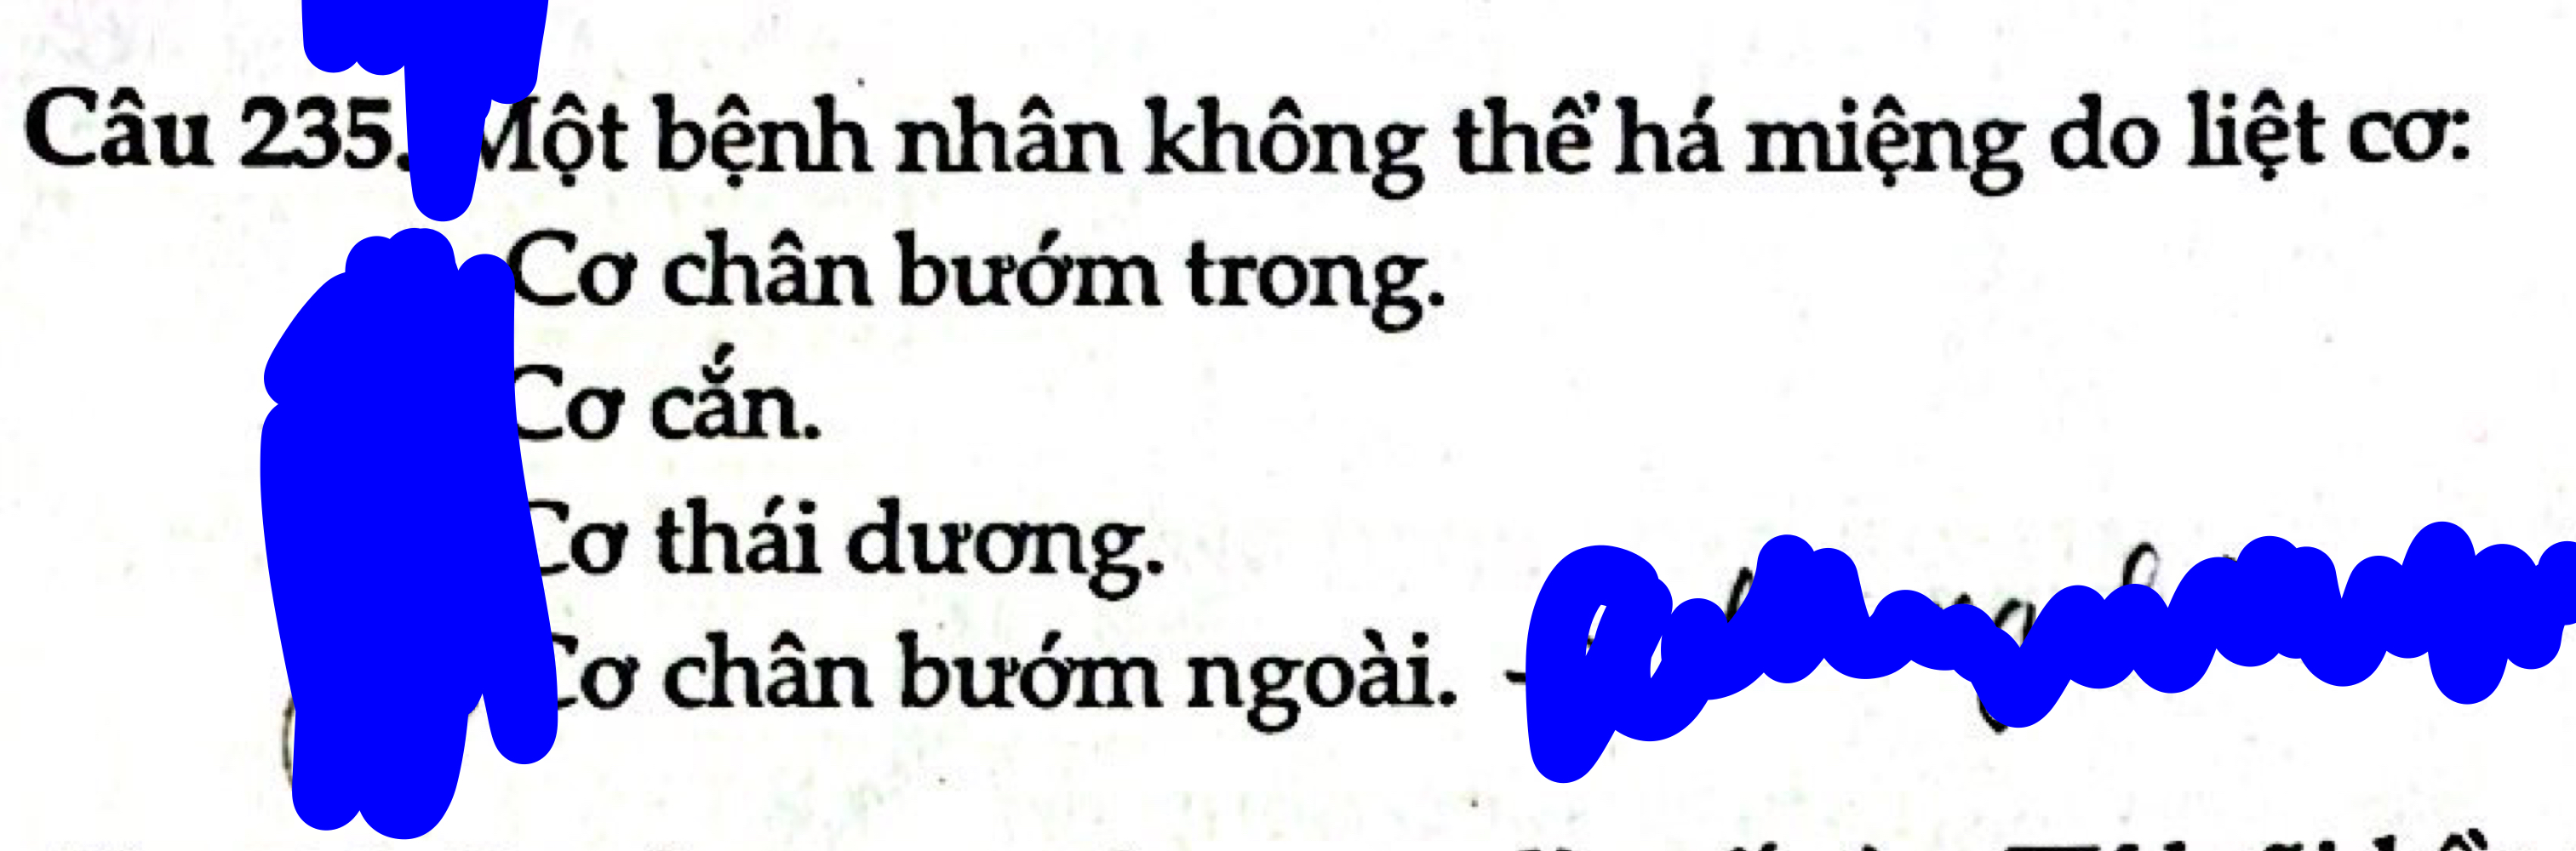 Câu 235. Một bệnh nhân không thể há miệng do liệt cơ:
Cơ chân bướm trong.
Cơ cắn.
Cơ thái dương.
Cơ chân bướm ngoài.